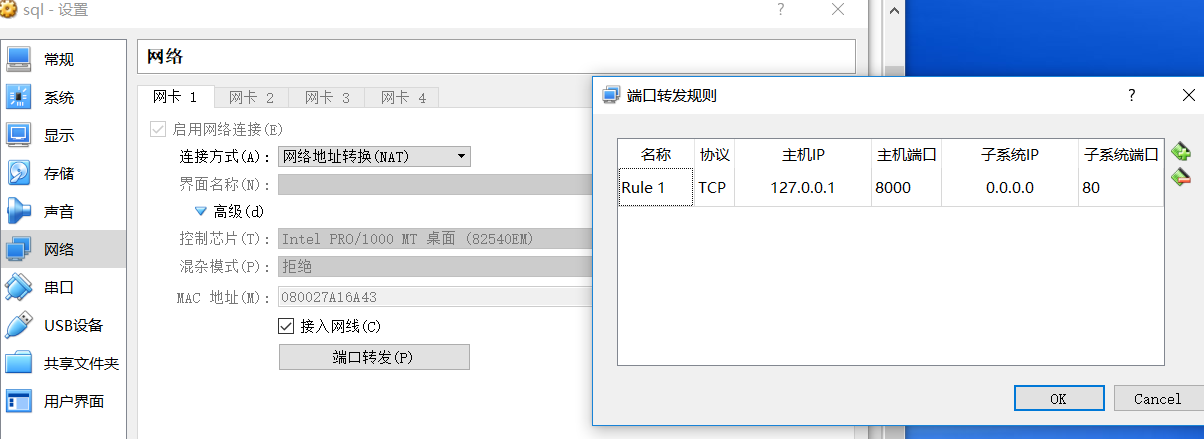 sql - 设置
?
常规
系统
显示
存储
声音
网络
串口
USB设备
共享文件夹
用户界面
网络
网卡 1 网卡 2 网卡 3 网卡 4
启用网络连接(E)
连接方式(A): 网络地址转换(NAT)
界面名称(N):
高级(d)
控制芯片(T): Intel PRO/1000 MT 桌面 (82540EM)
混杂模式(P): 拒绝
MAC 地址(M): 080027A16A43
接入网线(C)
端口转发(P)
端口转发规则 ?
名称 协议 主机IP 主机端口 子系统IP 子系统端口
Rule 1 TCP 127.0.0.1 8000 0.0.0.0 80
OK Cancel